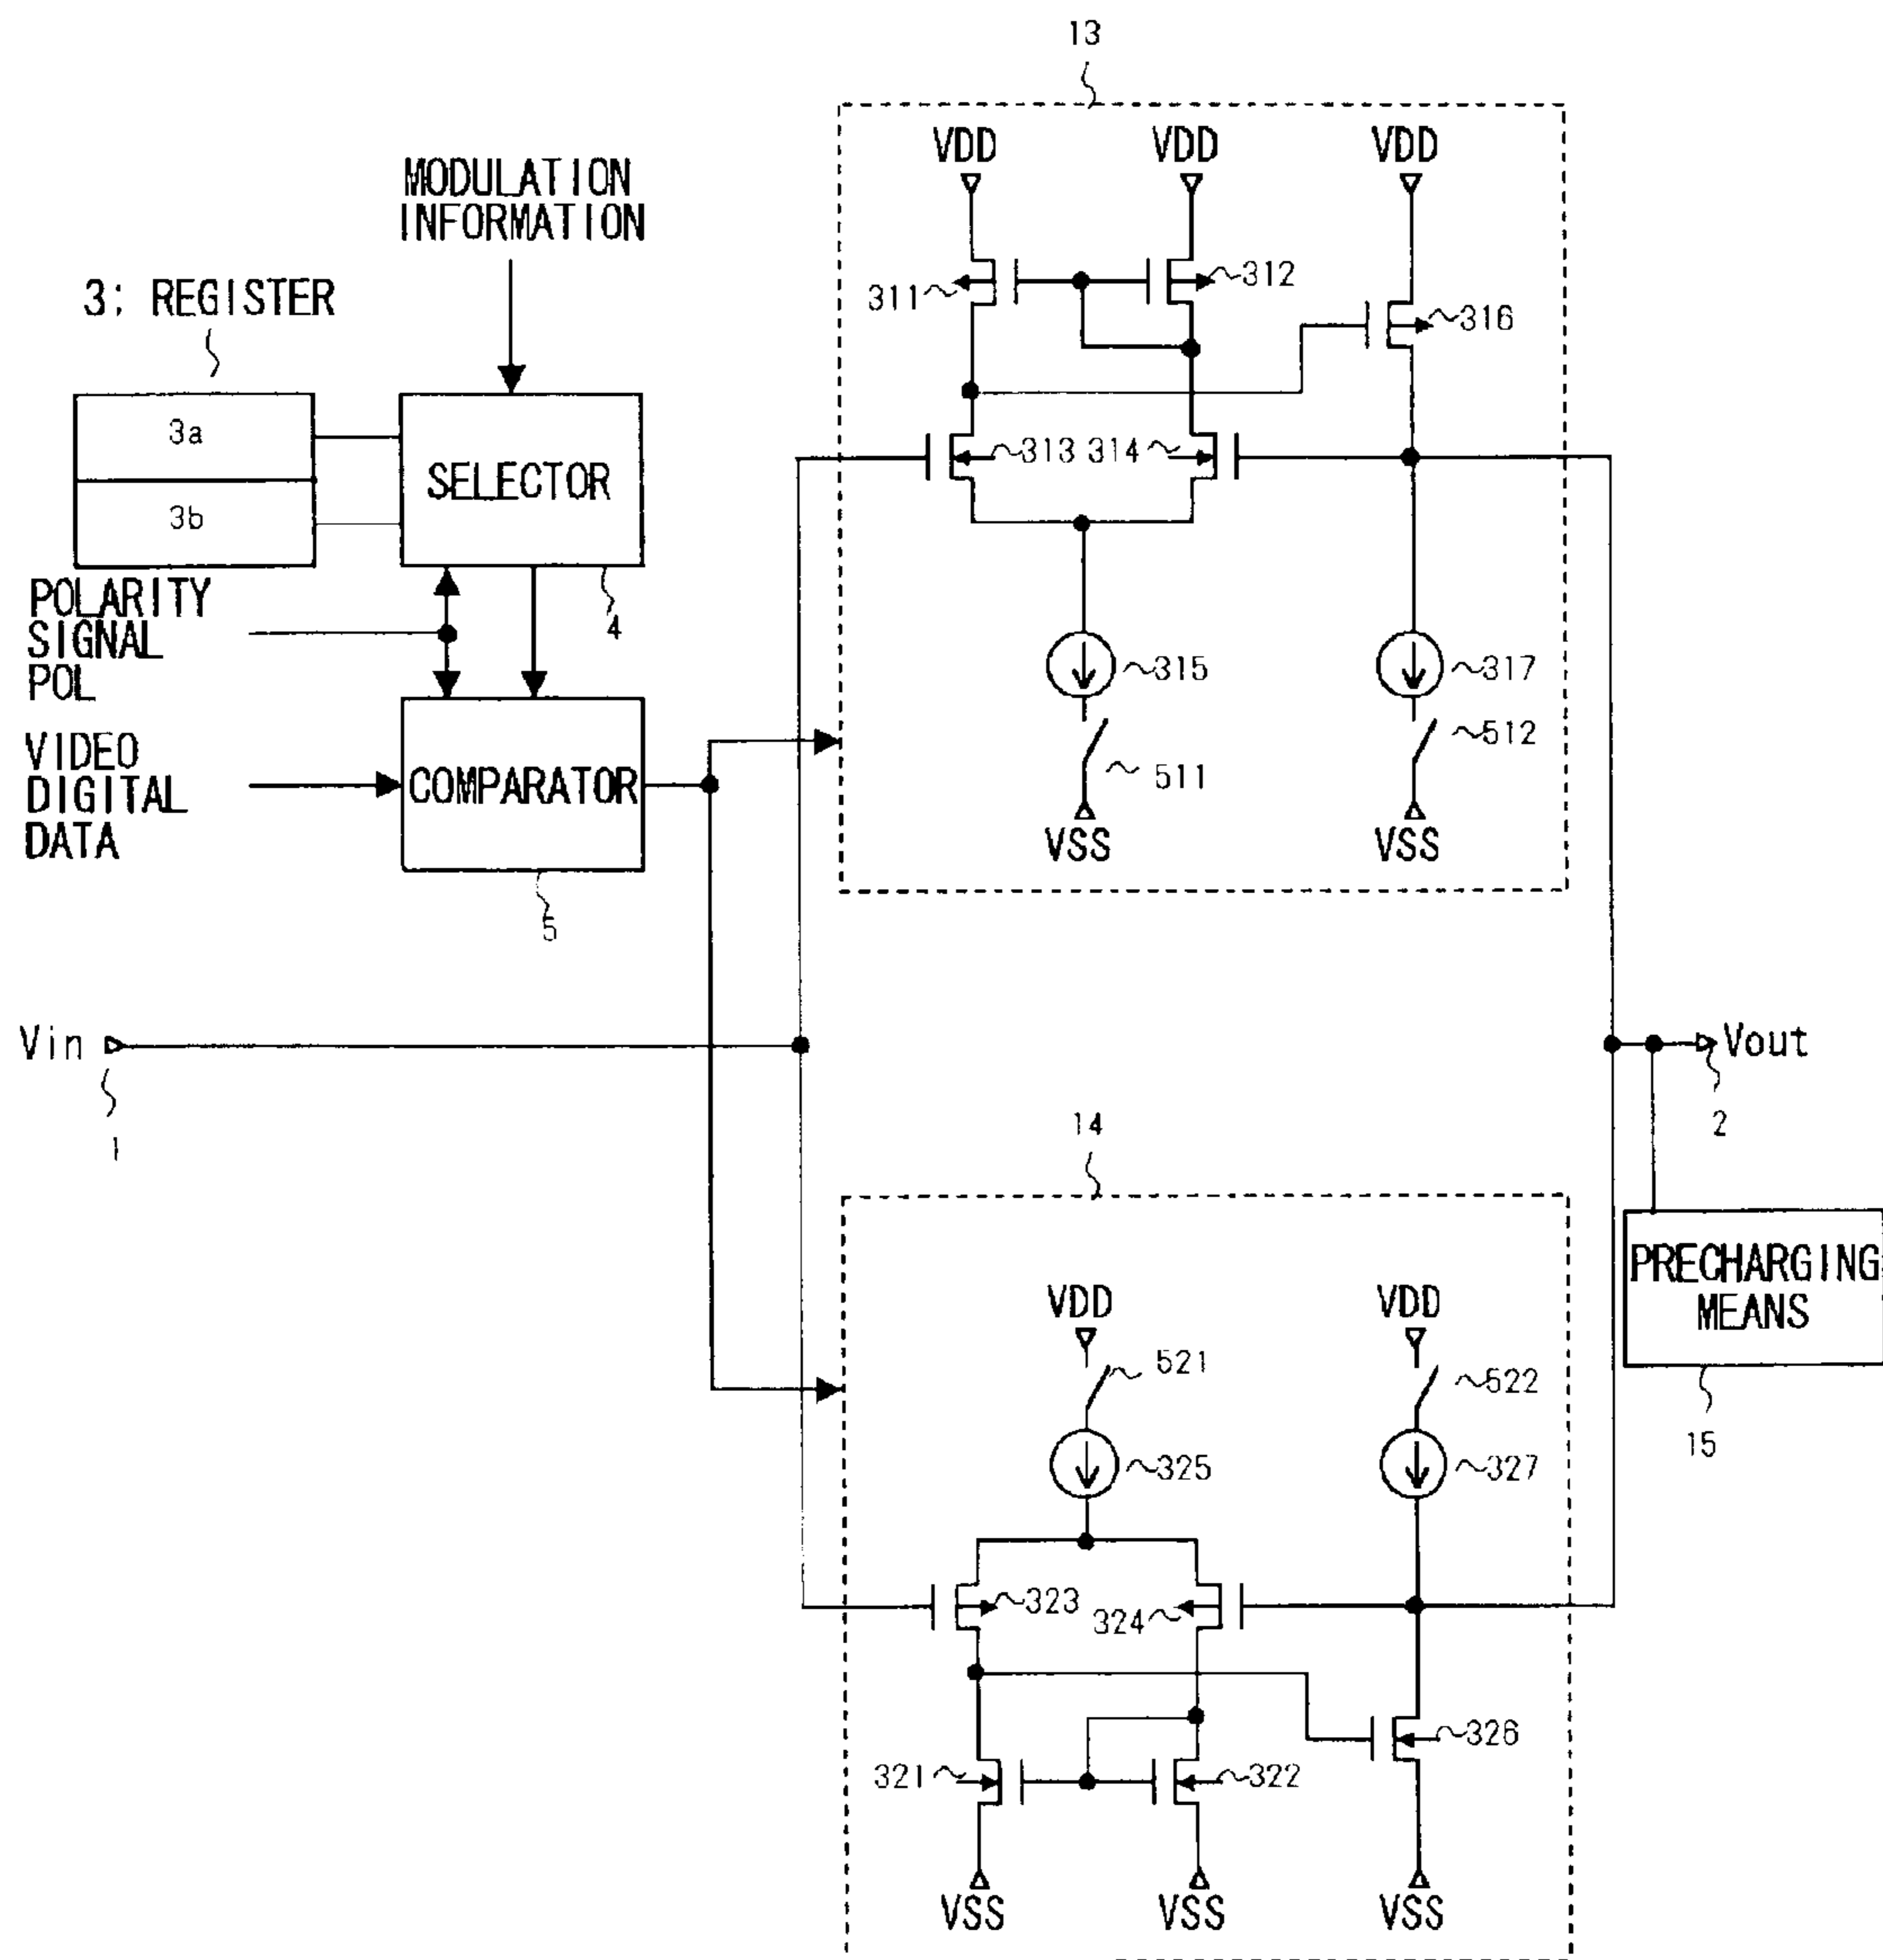 13
VDD VDD VDD
MODULATION
INFORMATION
3; REGISTER
311
312
316
3a
3b
SELECTOR
313 314
POLARITY
SIGNAL
POL
4
315
317
VIDEO
DIGITAL
DATA
COMPARATOR
511
512
VSS VSS
5
Vin
Vout
1
2
14
PRECHARGING
MEANS
VDD VDD
521
522
15
325
327
323
324
326
321
322
VSS VSS VSS